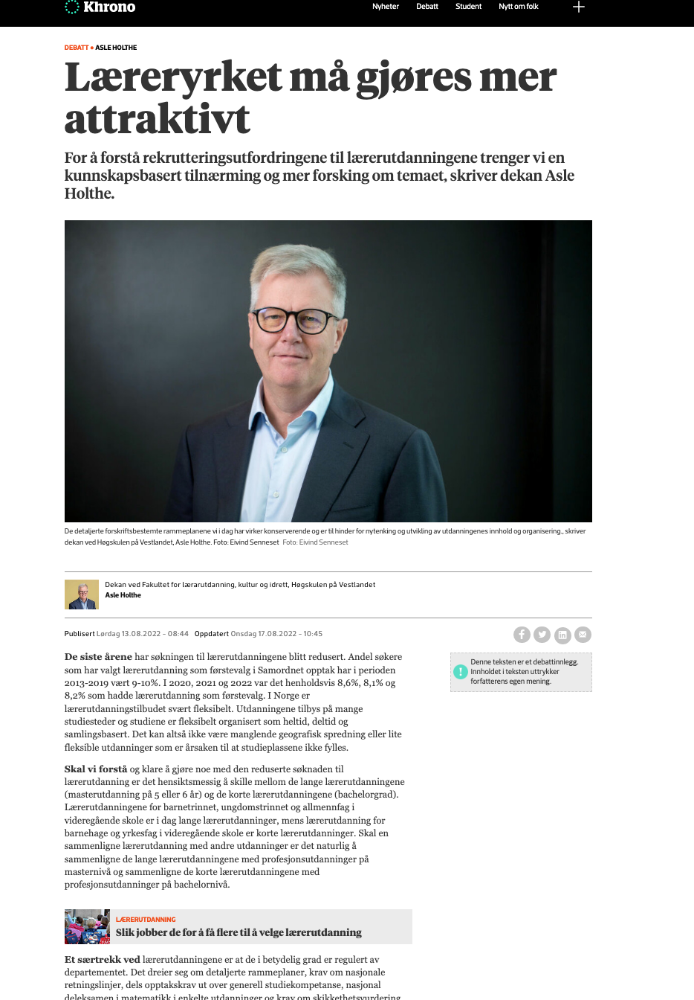 Khrono
Nyheter Debatt Student Nytt om folk
DEBATT • ASLE HOLTHE
Læreryrket må gjøres mer
attraktivt
For å forstå rekrutteringsutfordringene til lærerutdanningene trenger vi en
kunnskapsbasert tilnærming og mer forsking om temaet, skriver dekan Asle
Holthe.
De detaljerte forskriftsbestemte rammeplanene vi i dag har virker konserverende og er til hinder for nytenking og utvikling av utdanningenes innhold og organisering., skriver
dekan ved Høgskulen på Vestlandet, Asle Holthe. Foto: Eivind Senneset Foto: Eivind Senneset
Dekan ved Fakultet for lærarutdanning, kultur og idrett, Høgskulen på Vestlandet
Asle Holthe
Publisert Lørdag 13.08.2022 - 08:44 Oppdatert Onsdag 17.08.2022 - 10:45
De siste årene har søkningen til lærerutdanningene blitt redusert. Andel søkere
som har valgt lærerutdanning som førstevalg i Samordnet opptak har i perioden
2013-2019 vært 9-10%. I 2020, 2021 og 2022 var det henholdsvis 8,6%, 8,1% og
8,2% som hadde lærerutdanning som førstevalg. I Norge er
lærerutdanningstilbudet svært fleksibelt. Utdanningene tilbys på mange
studiesteder og studiene er fleksibelt organisert som heltid, deltid og
samlingsbasert. Det kan altså ikke være manglende geografisk spredning eller lite
fleksible utdanninger som er årsaken til at studieplassene ikke fylles.
Denne teksten er et debattinnlegg.
Innholdet i teksten uttrykker
forfatterens egen mening.
Skal vi forstå og klare å gjøre noe med den reduserte søknaden til
lærerutdanning er det hensiktsmessig å skille mellom de lange lærerutdanningene
(masterutdanning på 5 eller 6 år) og de korte lærerutdanningene (bachelorgrad).
Lærerutdanningene for barnetrinnet, ungdomstrinnet og allmennfag i
videregående skole er i dag lange lærerutdanninger, mens lærerutdanning for
barnehage og yrkesfag i videregående skole er korte lærerutdanninger. Skal en
sammenligne lærerutdanning med andre utdanninger er det naturlig å
sammenligne de lange lærerutdanningene med profesjonsutdanninger på
masternivå og sammenligne de korte lærerutdanningene med
profesjonsutdanninger på bachelornivå.
LÆRERUTDANNING
Slik jobber de for å få flere til å velge lærerutdanning
Et særtrekk ved lærerutdanningene er at de i betydelig grad er regulert av
departementet. Det dreier seg om detaljerte rammeplaner, krav om nasjonale
retningslinjer, dels opptakskrav ut over generell studiekompetanse, nasjonal
deleksamen i matematikk i enkelte utdanninger og krav om skikkethetsvurdering